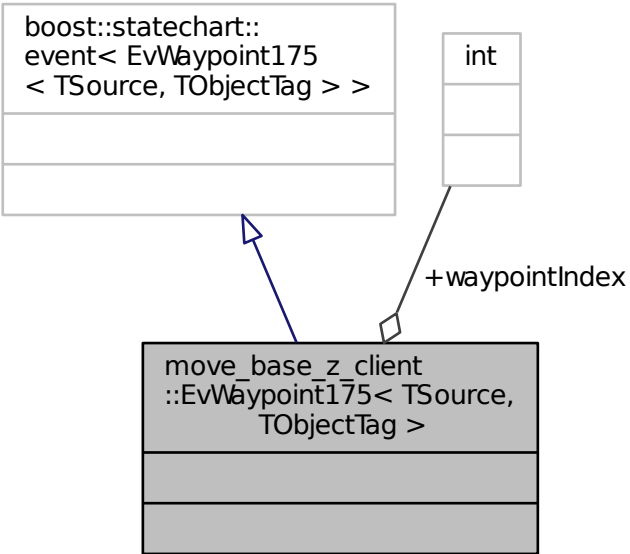 boost::statechart::
event< EvWaypoint175
< TSource, TObjectTag > >
int
+waypointIndex
move_base_z_client
::EvWaypoint175< TSource,
TObjectTag >